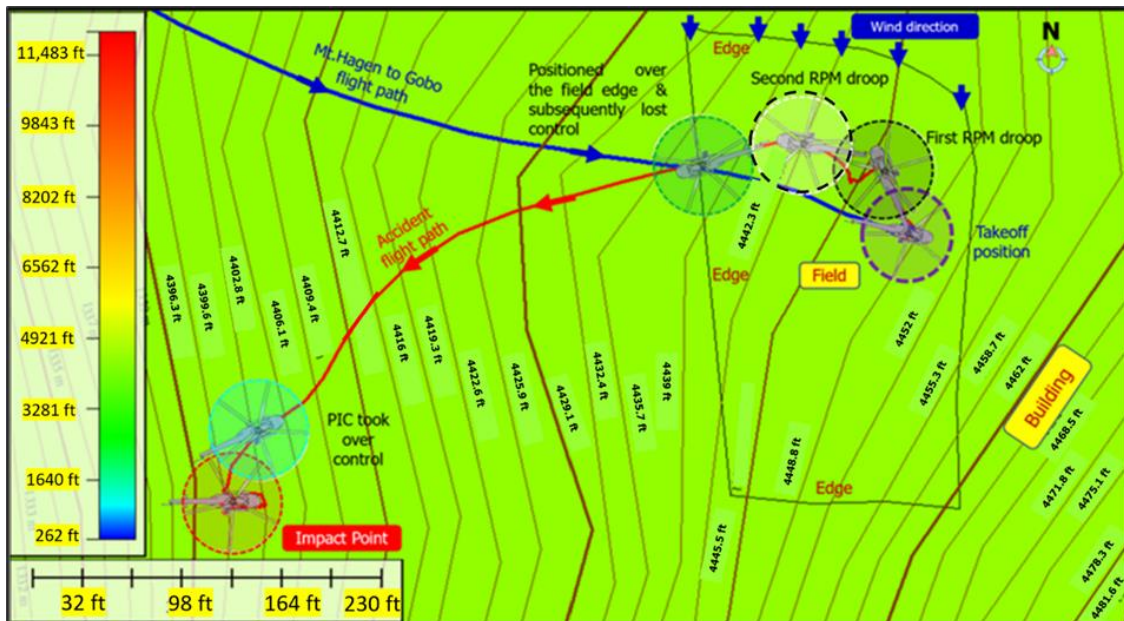 11,483 ft
9843 ft
8202 ft
6562 ft
4921 ft
3281 ft
1640 ft
262 ft
Mt.Hagen to Gobo
flight path
Positioned over
the field edge &
subsequently lost
control
Edge
Wind direction
N
Second RPM droop
First RPM droop
Takeoff
position
Accident
flight path
Edge
Field
Building
Edge
PIC took
over
control
Impact Point
4396.3 ft
4399.6 ft
4402.8 ft
4406.1 ft
4409.4 ft
4412.7 ft
4416 ft
4419.3 ft
4422.6 ft
4425.9 ft
4429.1 ft
4432.4 ft
4435.7 ft
4439 ft
4442.3 ft
4445.5 ft
4448.8 ft
4452 ft
4455.3 ft
4458.7 ft
4462 ft
4468.5 ft
4471.8 ft
4475.1 ft
4478.3 ft
4481.6 ft
32 ft
98 ft
164 ft
230 ft